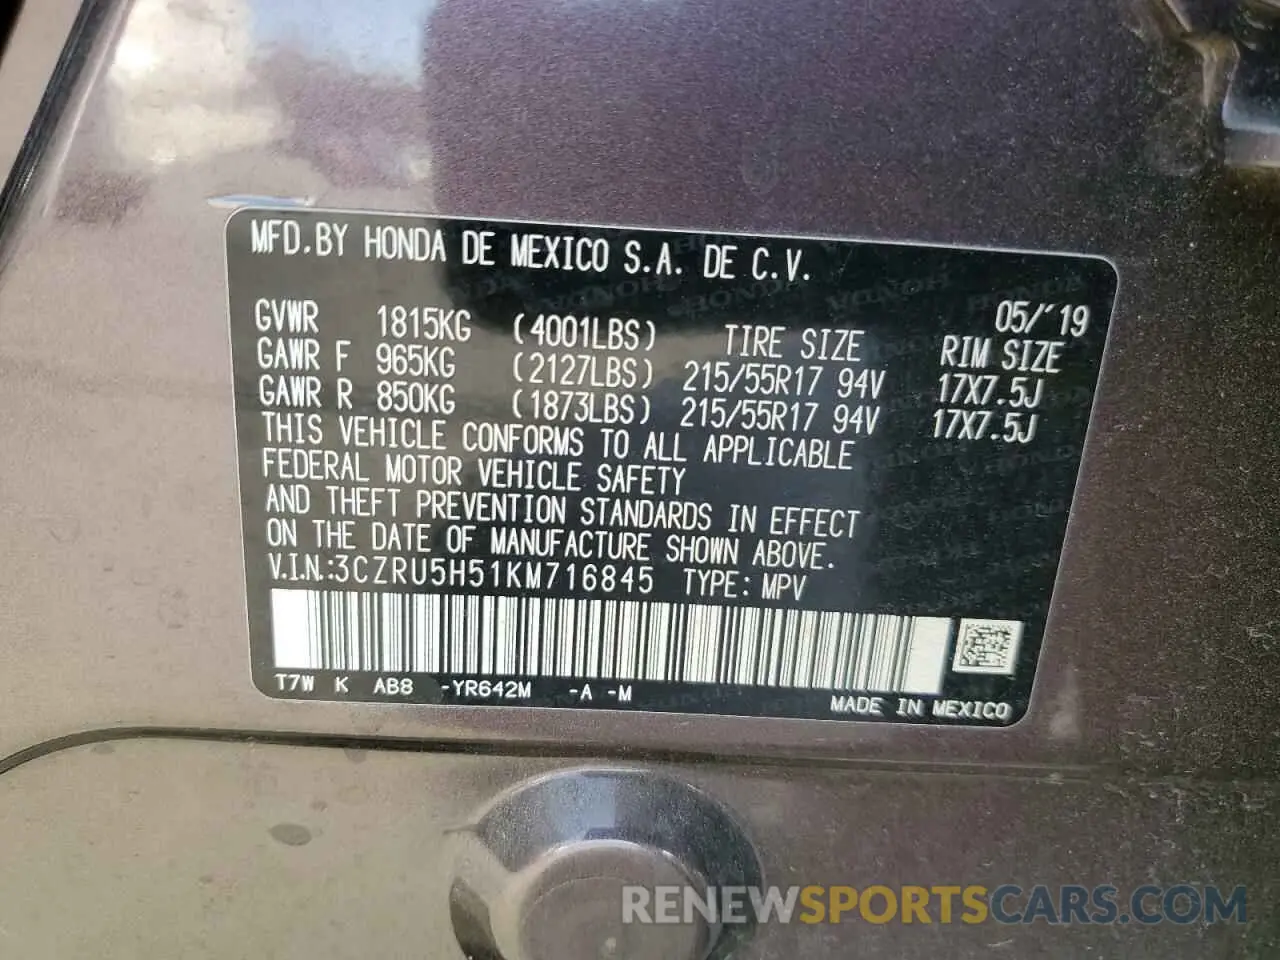 MFD.BY HONDA DE MEXICO S.A. DE C.V.
05/'19
GVWR 1815KG (4001LBS) TIRE SIZE RIM SIZE
GAWR F 965KG (2127LBS) 215/55R17 94V 17X7.5J
GAWR R 850KG (1873LBS) 215/55R17 94V 17X7.5J
THIS VEHICLE CONFORMS TO ALL APPLICABLE
FEDERAL MOTOR VEHICLE SAFETY
AND THEFT PREVENTION STANDARDS IN EFFECT
ON THE DATE OF MANUFACTURE SHOWN ABOVE.
V.I.N.:3CZRU5H51KM716845 TYPE: MPV
T7W K AB8 -YR642M -A -M
MADE IN MEXICO
RENEWSPORTSCARS.COM